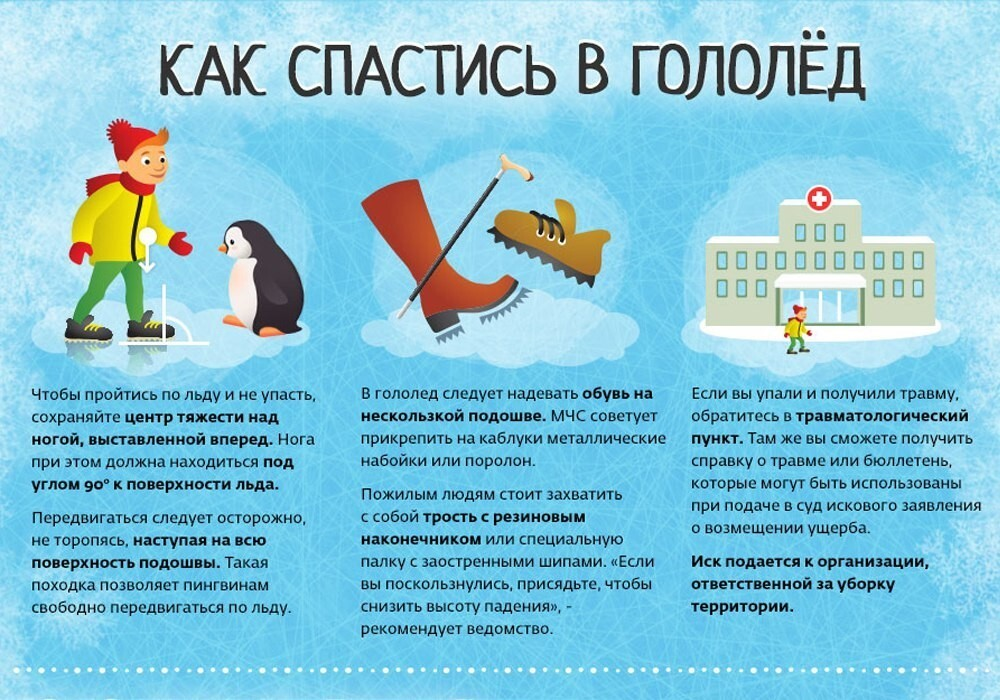 КАК СПАСТИСЬ В ГОЛОЛЁД
Чтобы пройтись по льду и не упасть,
сохраняйте центр тяжести над
ногой, выставленной вперед. Нога
при этом должна находиться под
углом 90° к поверхности льда.
Передвигаться следует осторожно,
не торопясь, наступая на всю
поверхность подошвы. Такая
походка позволяет пингвинам
свободно передвигаться по льду.
В гололед следует надевать обувь на
нескользкой подошве. МЧС советует
прикрепить на каблуки металлические
набойки или поролон.
Пожилым людям стоит захватить
с собой трость с резиновым
наконечником или специальную
палку с заостренными шипами. «Если
вы поскользнулись, присядьте, чтобы
снизить высоту падения», -
рекомендует ведомство.
Если вы упали и получили травму,
обратитесь в травматологический
пункт. Там же вы сможете получить
справку о травме или бюллетень,
которые могут быть использованы
при подаче в суд искового заявления
о возмещении ущерба.
Иск подается к организации,
ответственной за уборку
территории.